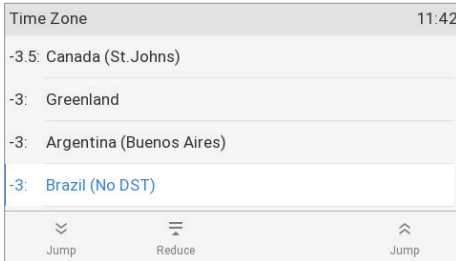 Time Zone 11:42
-3.5: Canada (St.Johns)
-3: Greenland
-3: Argentina (Buenos Aires)
-3: Brazil (No DST)
Jump Reduce Jump